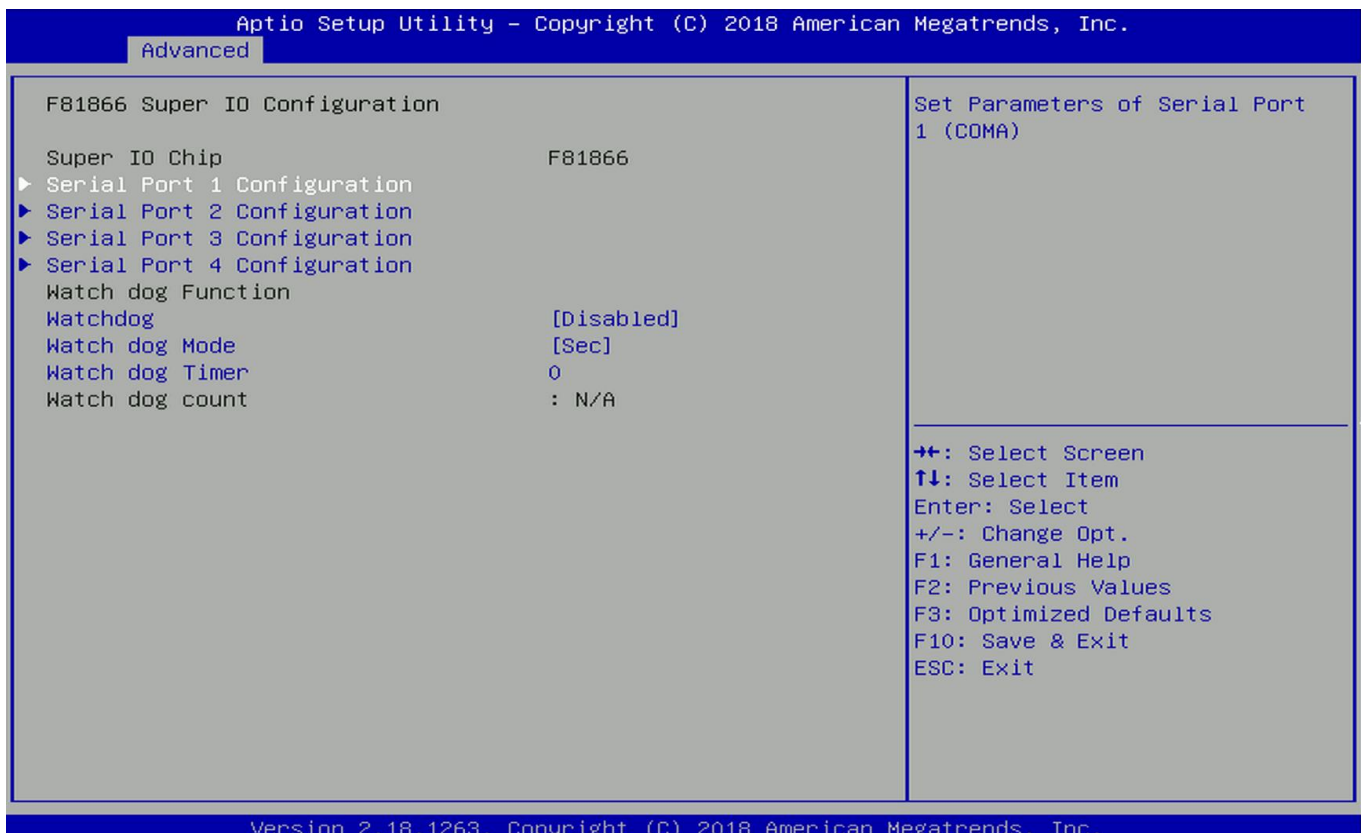 Aptio Setup Utility – Copyright (C) 2018 American Megatrends, Inc.
Advanced
F81866 Super IO Configuration
Super IO Chip F81866
▶ Serial Port 1 Configuration
▶ Serial Port 2 Configuration
▶ Serial Port 3 Configuration
▶ Serial Port 4 Configuration
Watch dog Function
Watchdog [Disabled]
Watch dog Mode [Sec]
Watch dog Timer 0
Watch dog count : N/A
Set Parameters of Serial Port
1 (COMA)
→←: Select Screen
↑↓: Select Item
Enter: Select
+/-: Change Opt.
F1: General Help
F2: Previous Values
F3: Optimized Defaults
F10: Save & Exit
ESC: Exit
Version 2.18.1263. Copyright (C) 2018 American Megatrends, Inc.